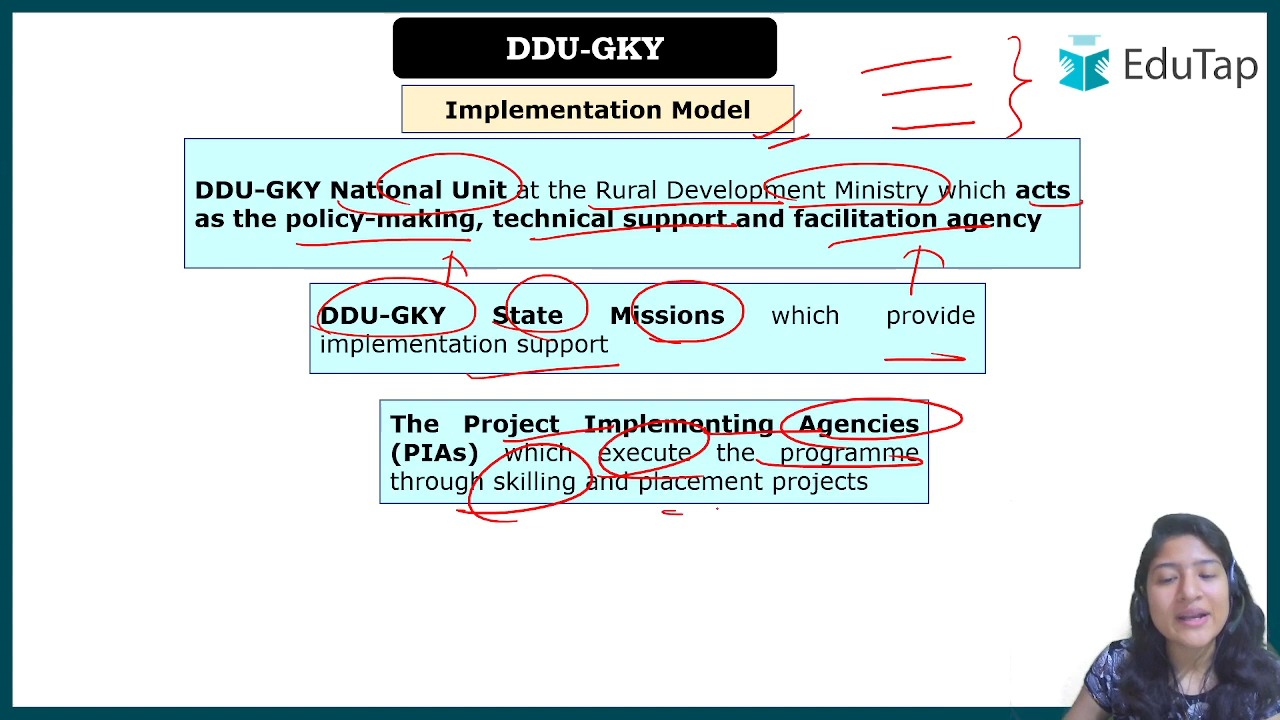 DDU-GKY
EduTap
Implementation Model
DDU-GKY National Unit at the Rural Development Ministry which acts
as the policy-making, technical support and facilitation agency
DDU-GKY State Missions which provide
implementation support
The Project Implementing Agencies
(PIAs) which execute the programme
through skilling and placement projects